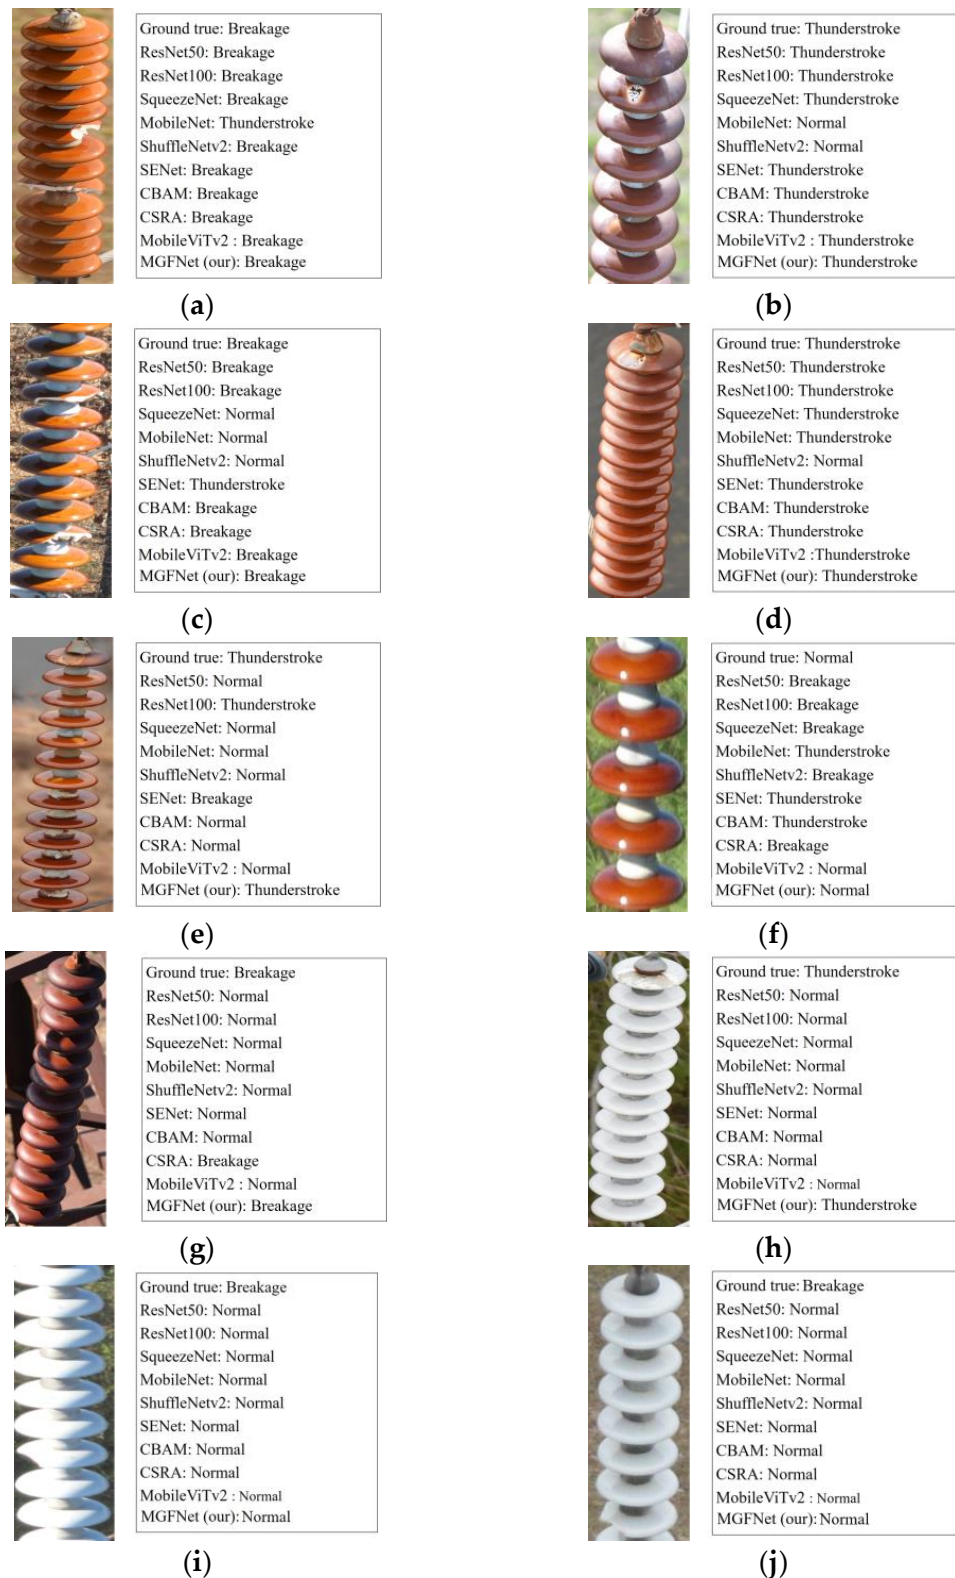 Ground true: Breakage
ResNet50: Breakage
ResNet100: Breakage
SqueezeNet: Breakage
MobileNet: Thunderstroke
ShuffleNetv2: Breakage
SENet: Breakage
CBAM: Breakage
CSRA: Breakage
MobileViTv2 : Breakage
MGFNet (our): Breakage
(a)
Ground true: Thunderstroke
ResNet50: Thunderstroke
ResNet100: Thunderstroke
SqueezeNet: Thunderstroke
MobileNet: Normal
ShuffleNetv2: Normal
SENet: Thunderstroke
CBAM: Thunderstroke
CSRA: Thunderstroke
MobileViTv2 : Thunderstroke
MGFNet (our): Thunderstroke
(b)
Ground true: Breakage
ResNet50: Breakage
ResNet100: Breakage
SqueezeNet: Normal
MobileNet: Normal
ShuffleNetv2: Normal
SENet: Thunderstroke
CBAM: Breakage
CSRA: Breakage
MobileViTv2: Breakage
MGFNet (our): Breakage
(c)
Ground true: Thunderstroke
ResNet50: Thunderstroke
ResNet100: Thunderstroke
SqueezeNet: Thunderstroke
MobileNet: Thunderstroke
ShuffleNetv2: Normal
SENet: Thunderstroke
CBAM: Thunderstroke
CSRA: Thunderstroke
MobileViTv2 :Thunderstroke
MGFNet (our): Thunderstroke
(d)
Ground true: Thunderstroke
ResNet50: Normal
ResNet100: Thunderstroke
SqueezeNet: Normal
MobileNet: Normal
ShuffleNetv2: Normal
SENet: Breakage
CBAM: Normal
CSRA: Normal
MobileViTv2 : Normal
MGFNet (our): Thunderstroke
(e)
Ground true: Normal
ResNet50: Breakage
ResNet100: Breakage
SqueezeNet: Breakage
MobileNet: Thunderstroke
ShuffleNetv2: Breakage
SENet: Thunderstroke
CBAM: Thunderstroke
CSRA: Breakage
MobileViTv2 : Normal
MGFNet (our): Normal
(f)
Ground true: Breakage
ResNet50: Normal
ResNet100: Normal
SqueezeNet: Normal
MobileNet: Normal
ShuffleNetv2: Normal
SENet: Normal
CBAM: Normal
CSRA: Breakage
MobileViTv2 : Normal
MGFNet (our): Breakage
(g)
Ground true: Thunderstroke
ResNet50: Normal
ResNet100: Normal
SqueezeNet: Normal
MobileNet: Normal
ShuffleNetv2: Normal
SENet: Normal
CBAM: Normal
CSRA: Normal
MobileViTv2 : Normal
MGFNet (our): Thunderstroke
(h)
Ground true: Breakage
ResNet50: Normal
ResNet100: Normal
SqueezeNet: Normal
MobileNet: Normal
ShuffleNetv2: Normal
SENet: Normal
CBAM: Normal
CSRA: Normal
MobileViTv2 : Normal
MGFNet (our): Normal
(i)
Ground true: Breakage
ResNet50: Normal
ResNet100: Normal
SqueezeNet: Normal
MobileNet: Normal
ShuffleNetv2: Normal
SENet: Normal
CBAM: Normal
CSRA: Normal
MobileViTv2 : Normal
MGFNet (our): Normal
(j)